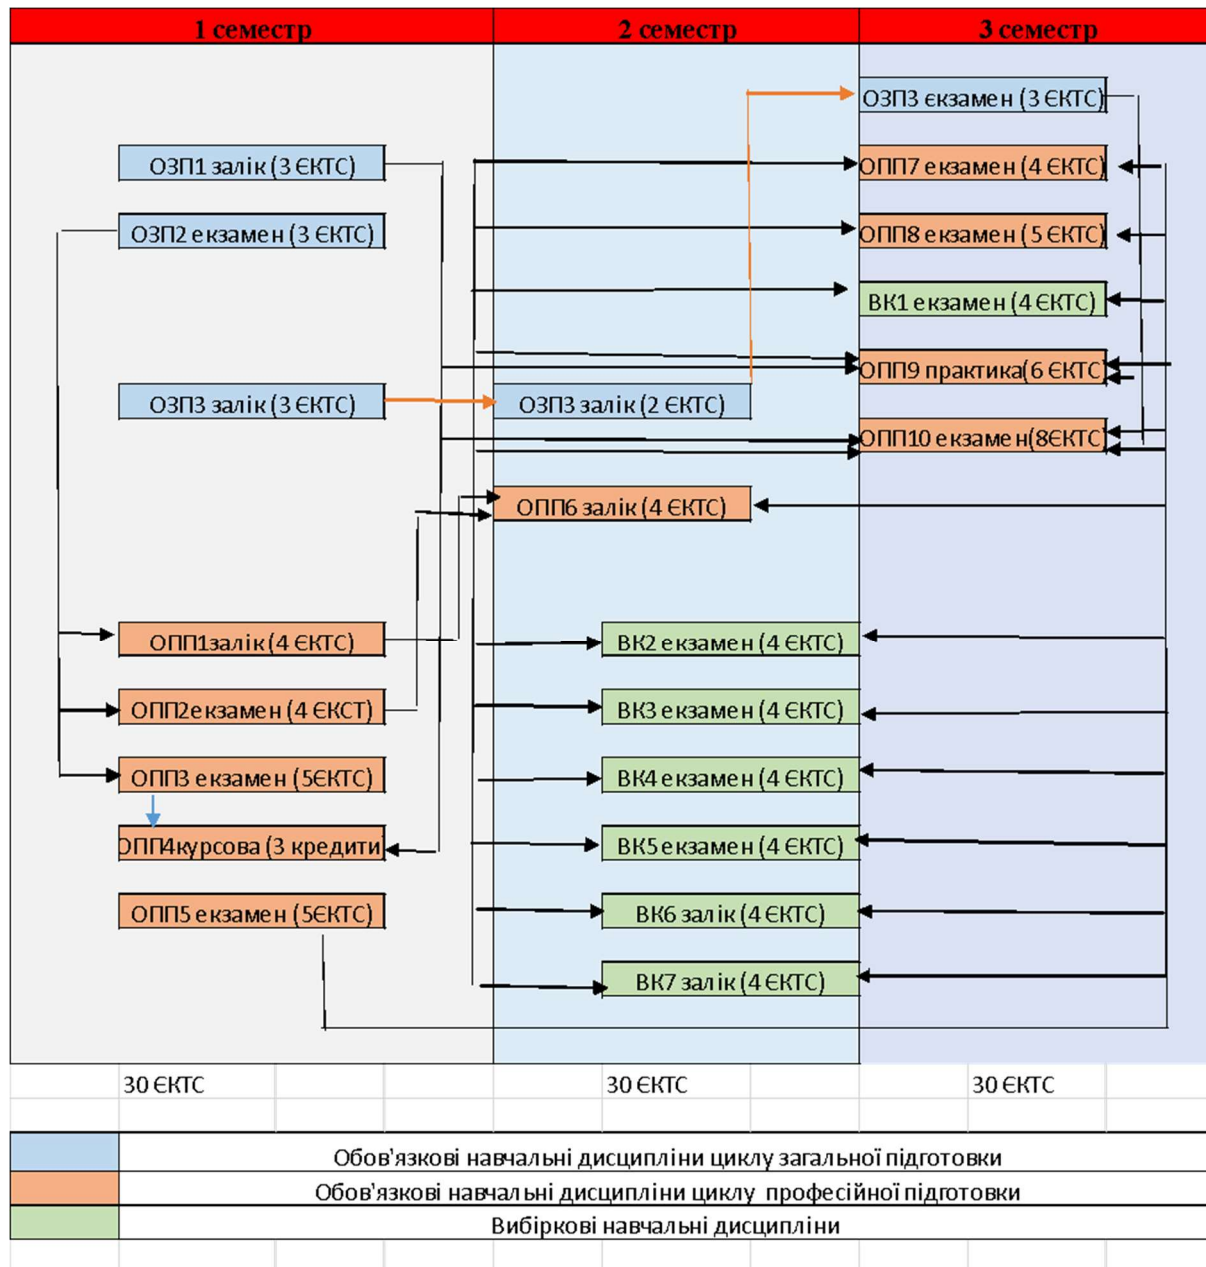 1 семестр
2 семестр
3 семестр
ОЗП3 екзамен (3 ЄКТС)
ОЗП1 залік (3 ЄКТС)
ОПП7 екзамен (4 ЄКТС)
ОЗП2 екзамен (3 ЄКТС)
ОПП8 екзамен (5 ЄКТС)
ВК1 екзамен (4 ЄКТС)
ОПП9 практика(6 ЄКТС)
ОЗП3 залік (3 ЄКТС)
ОЗП3 залік (2 ЄКТС)
ОПП10 екзамен(8ЄКТС)
ОПП6 залік (4 ЄКТС)
ОПП1залік (4 ЄКТС)
ВК2 екзамен (4 ЄКТС)
ОПП2екзамен (4 ЄКСТ)
ВК3 екзамен (4 ЄКТС)
ОПП3 екзамен (5ЄКТС)
ВК4 екзамен (4 ЄКТС)
ОПП4курсова (3 кредити
ВК5 екзамен (4 ЄКТС)
ОПП5 екзамен (5ЄКТС)
ВК6 залік (4 ЄКТС)
ВК7 залік (4 ЄКТС)
30 ЄКТС
30 ЄКТС
30 ЄКТС
Обов'язкові навчальні дисципліни циклу загальної підготовки
Обов'язкові навчальні дисципліни циклу професійної підготовки
Вибіркові навчальні дисципліни